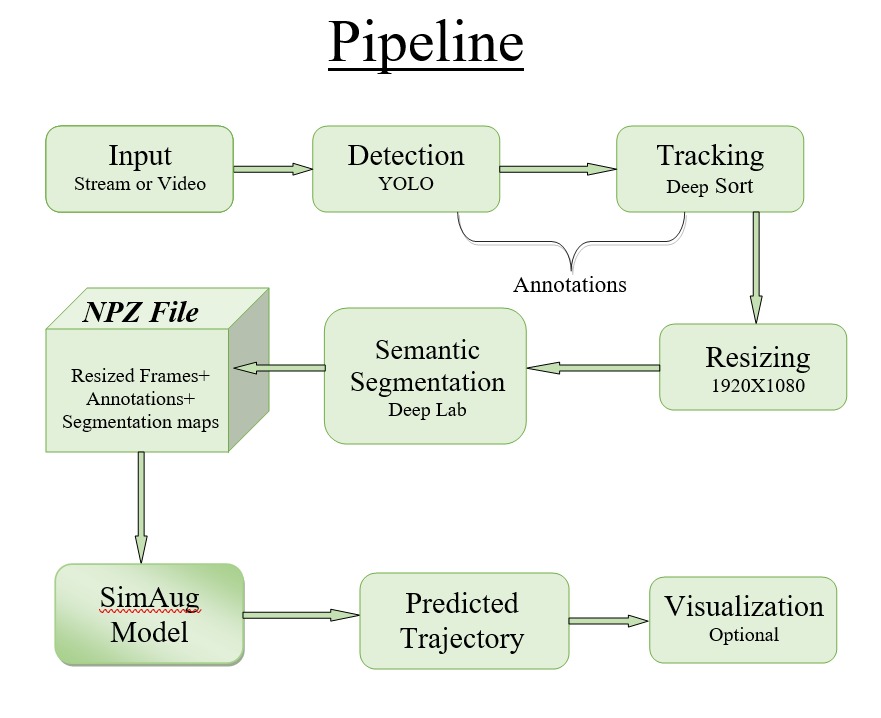 Pipeline
Input
Stream or Video
Detection
YOLO
Tracking
Deep Sort
Annotations
NPZ File
Resized Frames+
Annotations+
Segmentation maps
Semantic
Segmentation
Deep Lab
Resizing
1920X1080
SimAug
Model
Predicted
Trajectory
Visualization
Optional